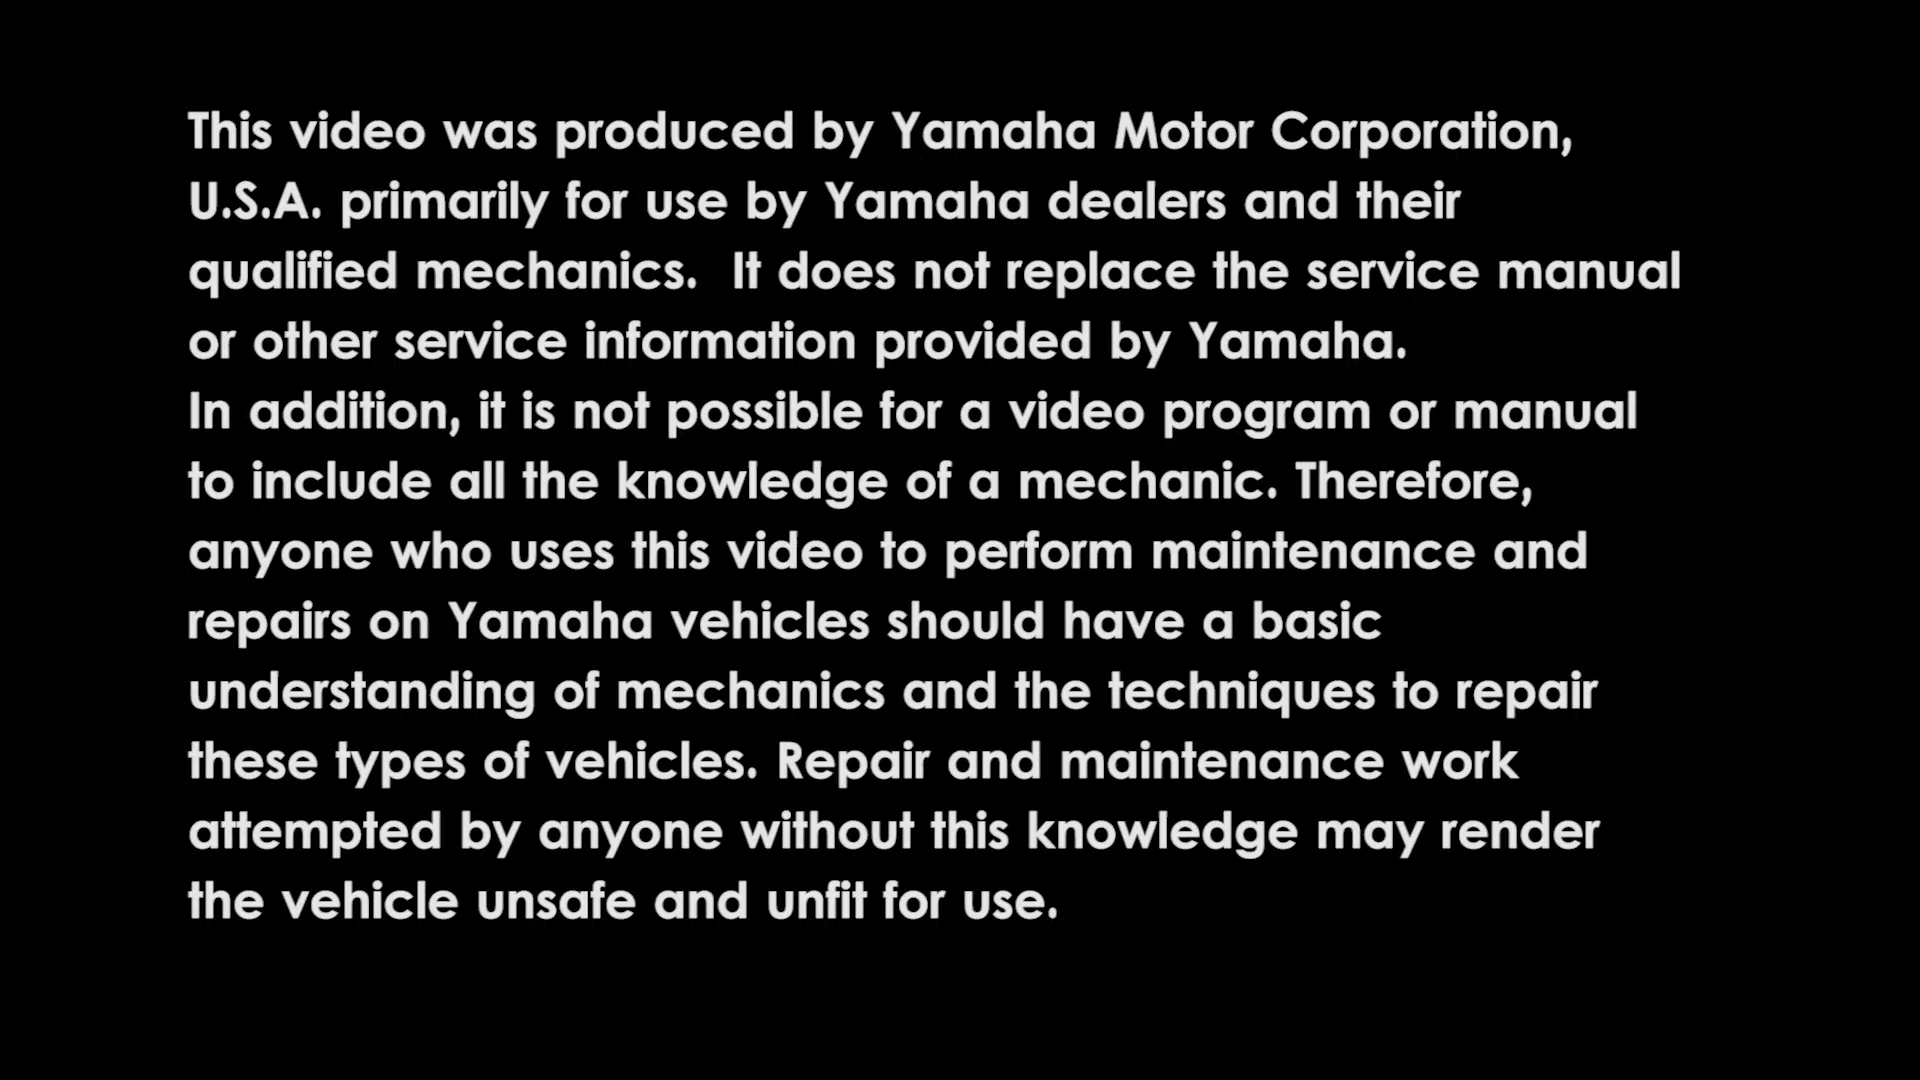 This video was produced by Yamaha Motor Corporation,
U.S.A. primarily for use by Yamaha dealers and their
qualified mechanics.  It does not replace the service manual
or other service information provided by Yamaha.
In addition, it is not possible for a video program or manual
to include all the knowledge of a mechanic. Therefore,
anyone who uses this video to perform maintenance and
repairs on Yamaha vehicles should have a basic
understanding of mechanics and the techniques to repair
these types of vehicles. Repair and maintenance work
attempted by anyone without this knowledge may render
the vehicle unsafe and unfit for use.